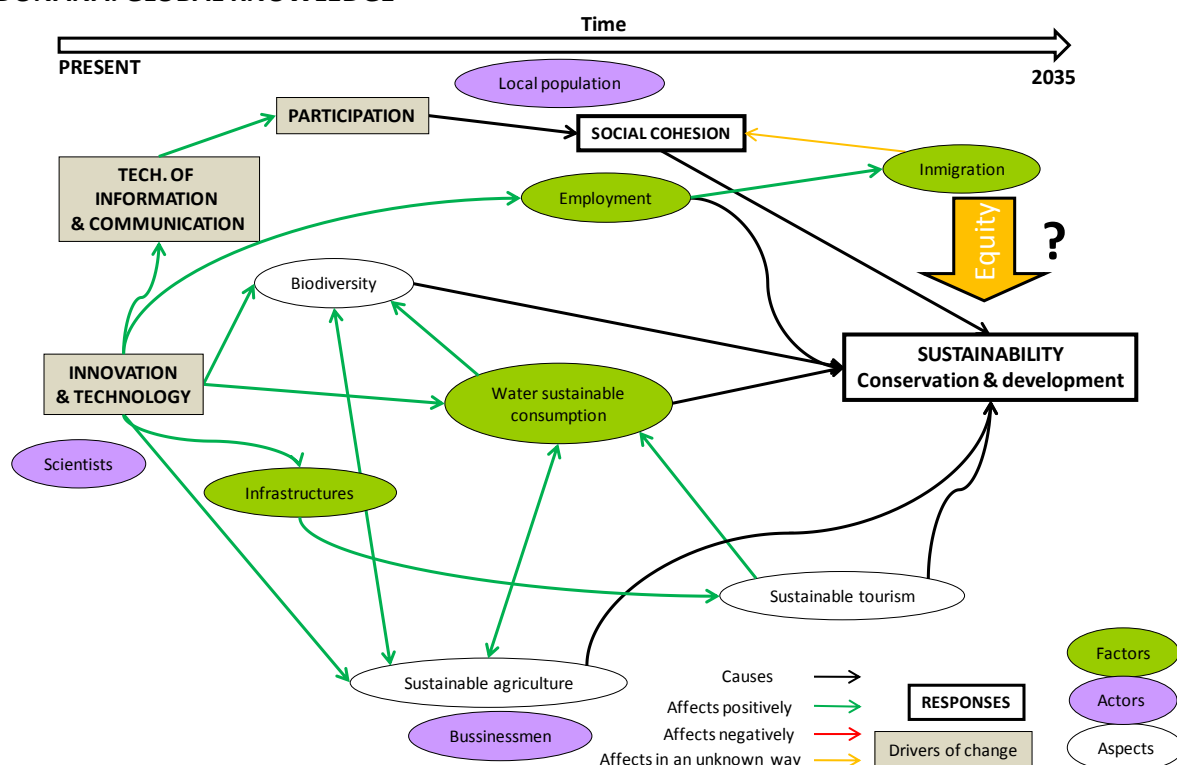 Time
PRESENT
2035
Local population
PARTICIPATION
SOCIAL COHESION
TECH. OF
INFORMATION
& COMMUNICATION
Inmigration
Employment
Equity
?
Biodiversity
SUSTAINABILITY
Conservation & development
INNOVATION
& TECHNOLOGY
Water sustainable
consumption
Scientists
Infrastructures
Sustainable tourism
Sustainable agriculture
Bussinessmen
Causes
Affects positively
Affects negatively
Affects in an unknown way
RESPONSES
Drivers of change
Factors
Actors
Aspects